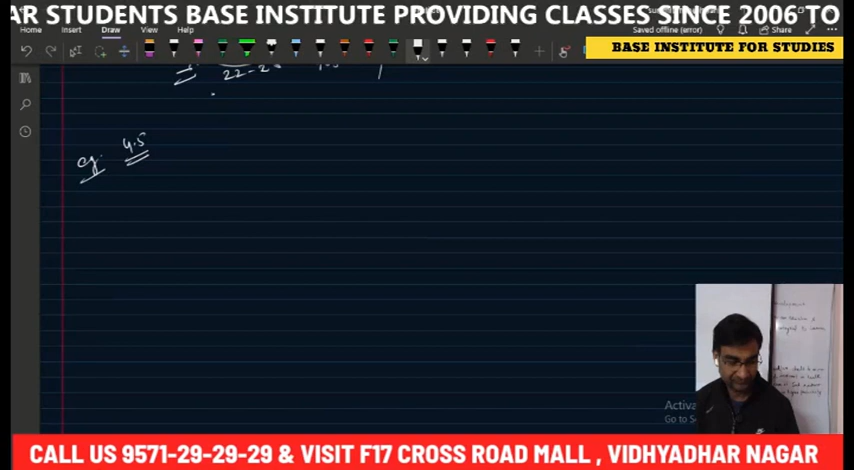 AR STUDENTS BASE INSTITUTE PROVIDING CLASSES SINCE 2006 TO
Home Insert Draw View Help
Saved offline (error) Share
BASE INSTITUTE FOR STUDIES
22-2
eg. 4.5
Activa
Go to S
CALL US 9571-29-29-29 & VISIT F17 CROSS ROAD MALL , VIDHYADHAR NAGAR